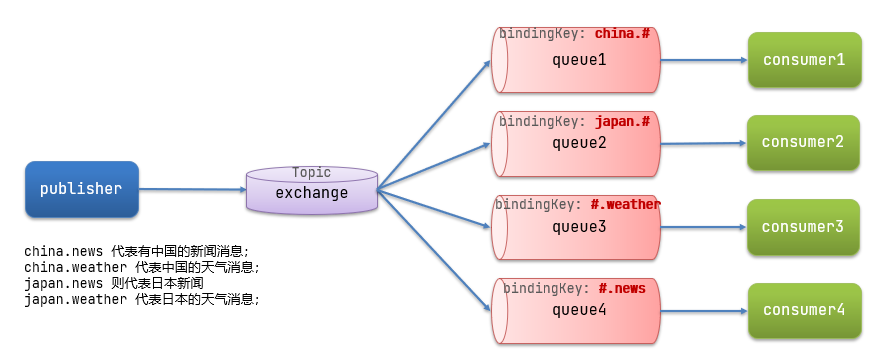 bindingKey: china.#
queue1
consumer1
bindingKey: japan.#
queue2
consumer2
publisher
Topic
exchange
bindingKey: #.weather
queue3
consumer3
china.news 代表有中国的新闻消息;
china.weather 代表中国的天气消息;
japan.news 则代表日本新闻
japan.weather 代表日本的天气消息;
bindingKey: #.news
queue4
consumer4